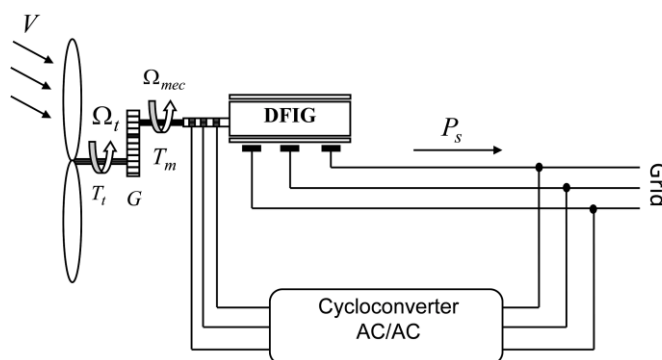 V
Ω_mec
DFIG
Ω_t
P_s
T_t
G
T_m
Grid
Cycloconverter
AC/AC